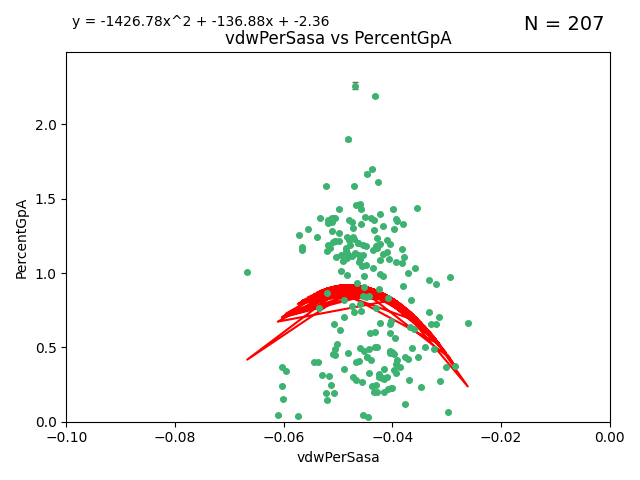 y = -1426.78x^2 + -136.88x + -2.36
N = 207
vdwPerSasa vs PercentGpA
PercentGpA
2.0
1.5
1.0
0.5
0.0
−0.10
−0.08
−0.06
−0.04
−0.02
0.00
vdwPerSasa